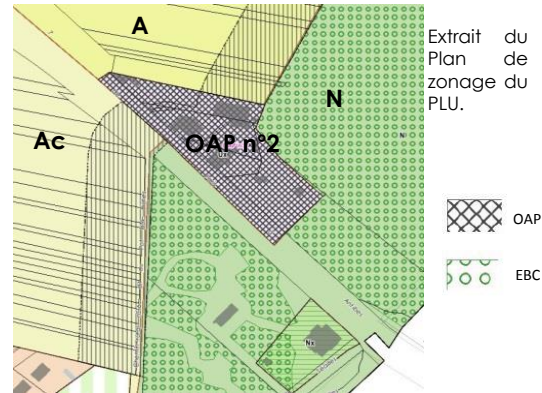 A
N
Ac
OAP n°2
Extrait du
Plan de
zonage du
PLU.
OAP
EBC
N
Nx